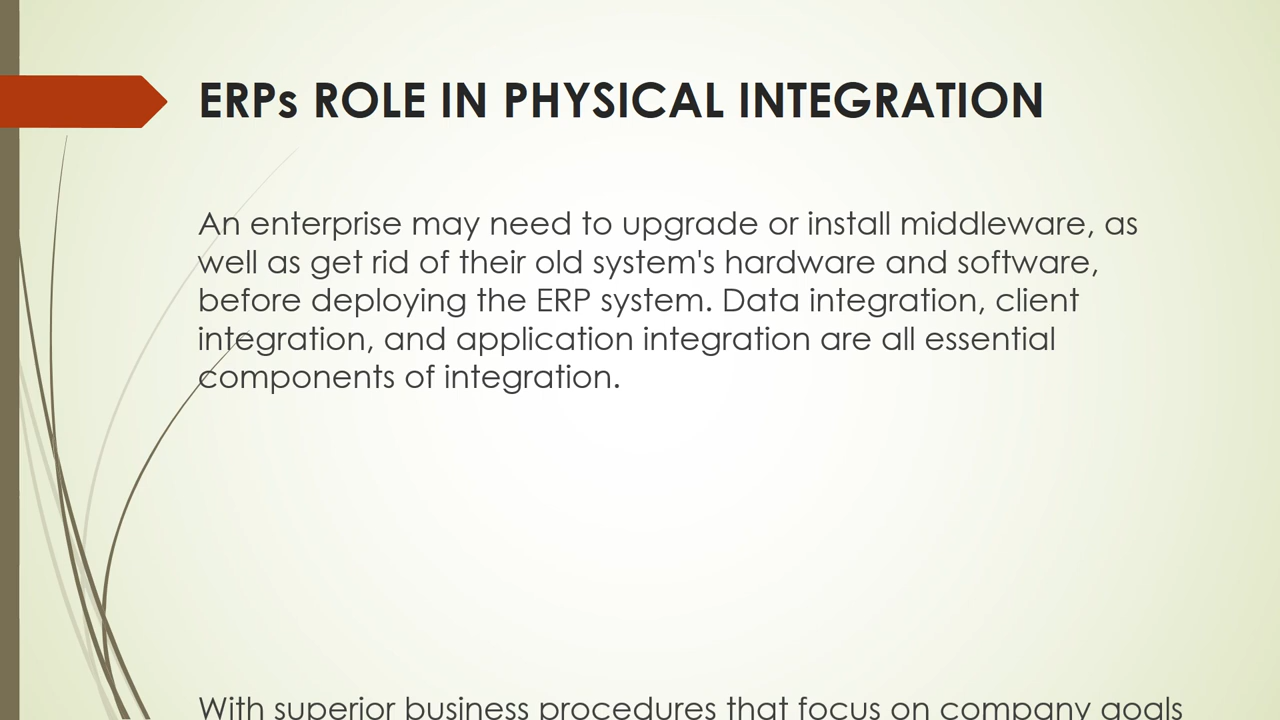 ERPs ROLE IN PHYSICAL INTEGRATION
An enterprise may need to upgrade or install middleware, as
well as get rid of their old system's hardware and software,
before deploying the ERP system. Data integration, client
integration, and application integration are all essential
components of integration.
With superior business procedures that focus on company goals